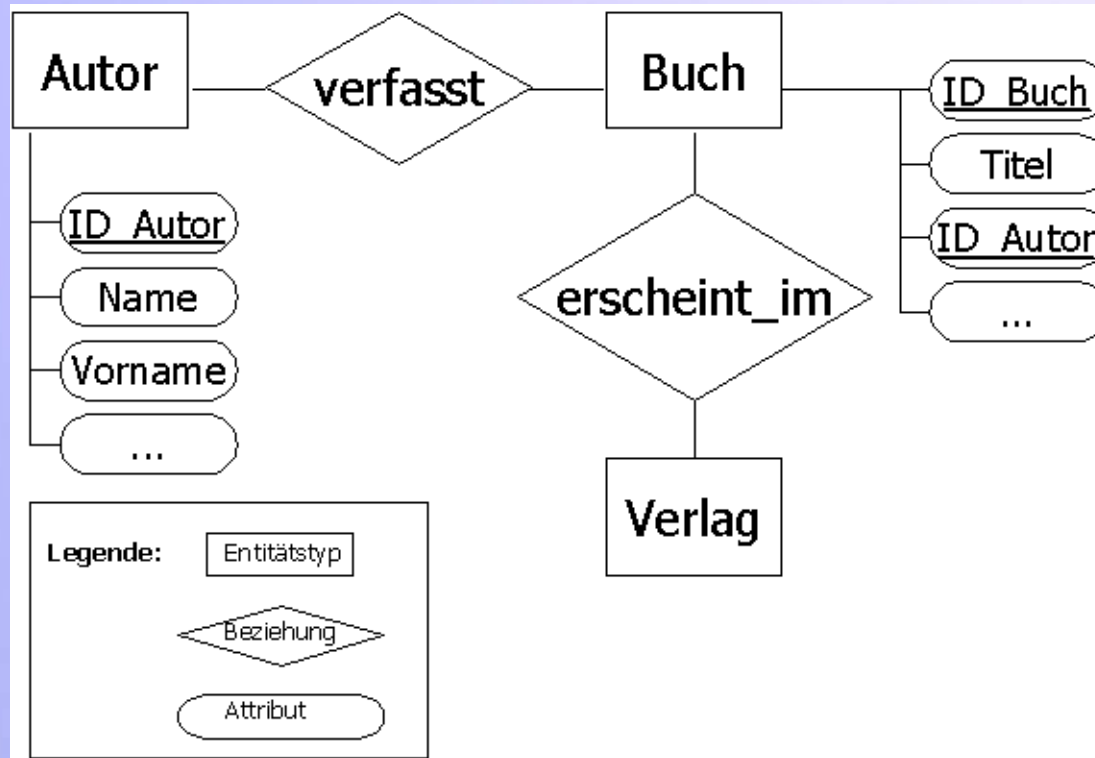 Autor
verfasst
Buch
ID_Buch
Titel
ID_Autor
...
ID_Autor
Name
Vorname
...
erscheint_im
Verlag
Legende:
Entitätstyp
Beziehung
Attribut